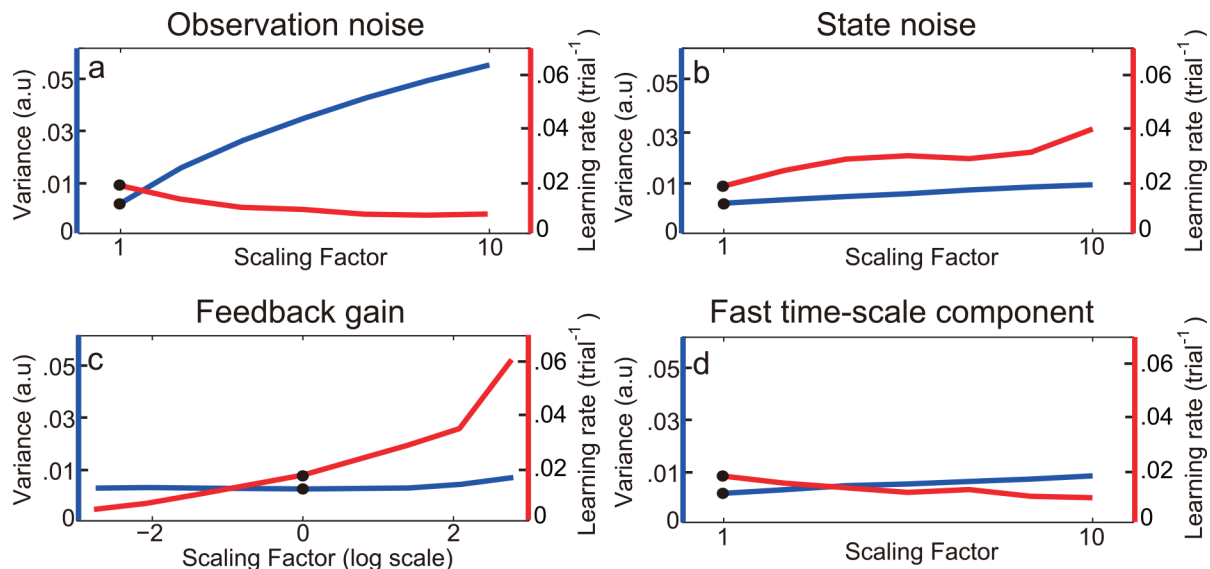 Observation noise
a
Variance (a.u)
.05
.03
.01
0
.06
.04
.02
0
Learning rate (trial-1)
1
10
Scaling Factor
State noise
b
Variance (a.u)
.05
.03
.01
0
.06
.04
.02
0
Learning rate (trial-1)
1
10
Scaling Factor
Feedback gain
c
Variance (a.u)
.05
.03
.01
0
.06
.04
.02
0
Learning rate (trial-1)
−2
0
2
Scaling Factor (log scale)
Fast time-scale component
d
Variance (a.u)
.05
.03
.01
0
.06
.04
.02
0
Learning rate (trial-1)
1
10
Scaling Factor